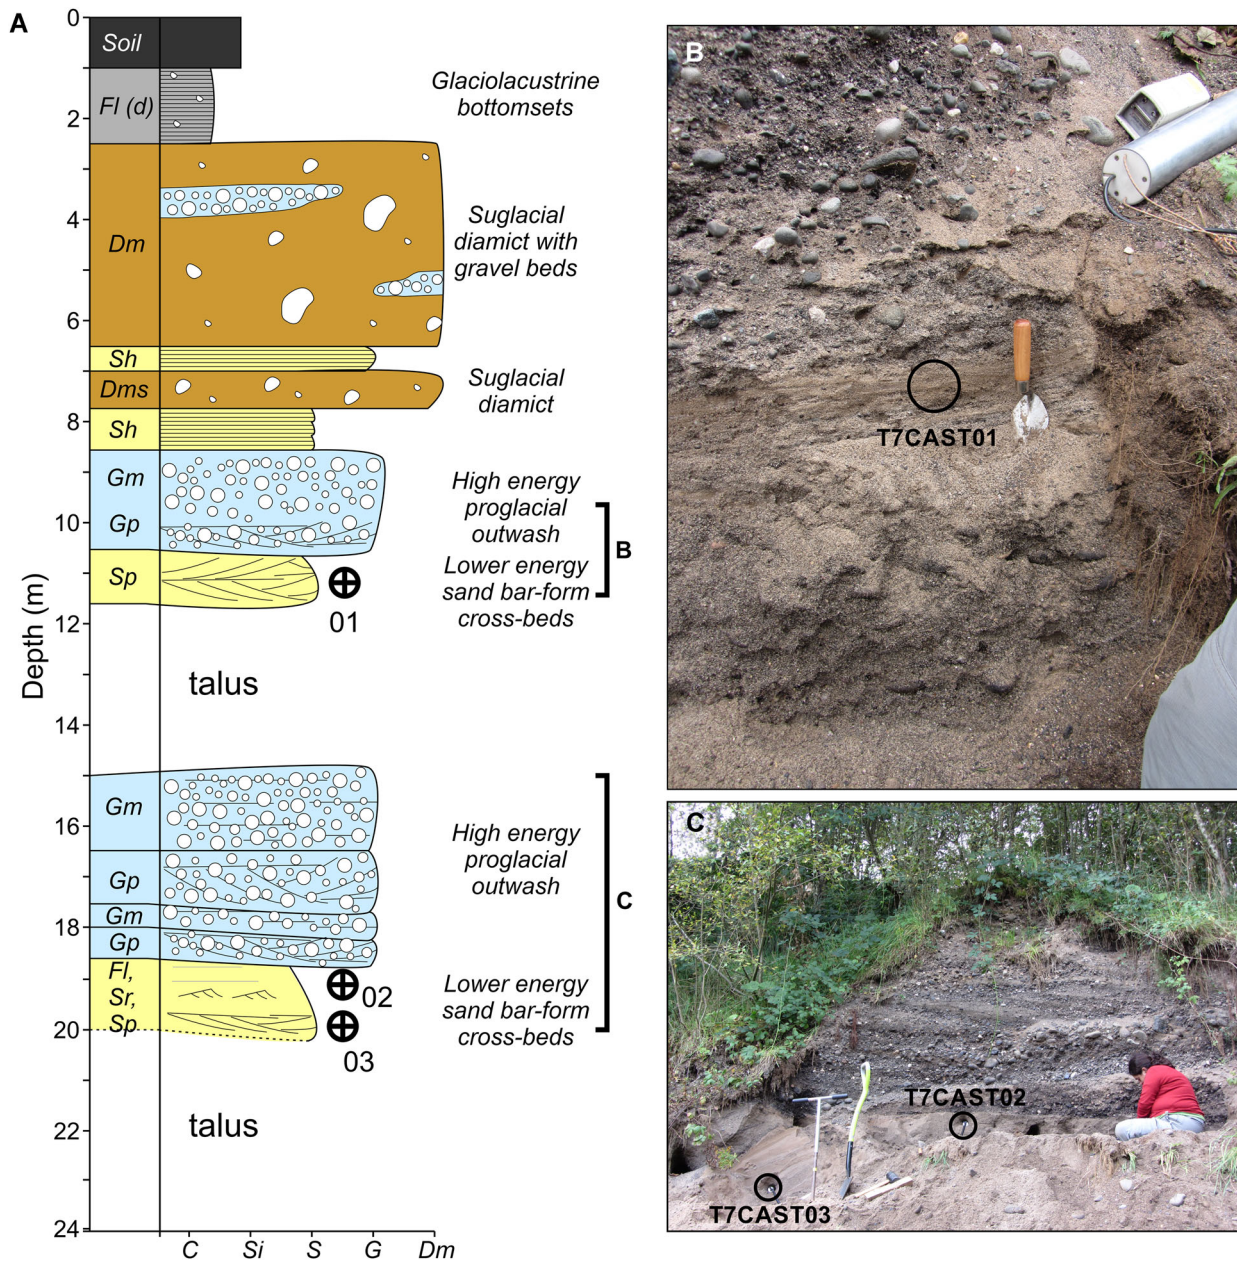 A
0
Soil
Fl (d)
Glaciolacustrine
bottomsets
2
4
Dm
Suglacial
diamict with
gravel beds
6
Sh
Dms
Suglacial
diamict
8
Sh
Gm
High energy
proglacial
outwash
10
Gp
B
Sp
Lower energy
sand bar-form
cross-beds
01
12
Depth (m)
talus
14
Gm
16
High energy
proglacial
outwash
Gp
C
Gm
18
Gp
Fl,
Sr,
Sp
02
Lower energy
sand bar-form
cross-beds
20
03
talus
22
24
C Si S G Dm
B
T7CAST01
C
T7CAST02
T7CAST03